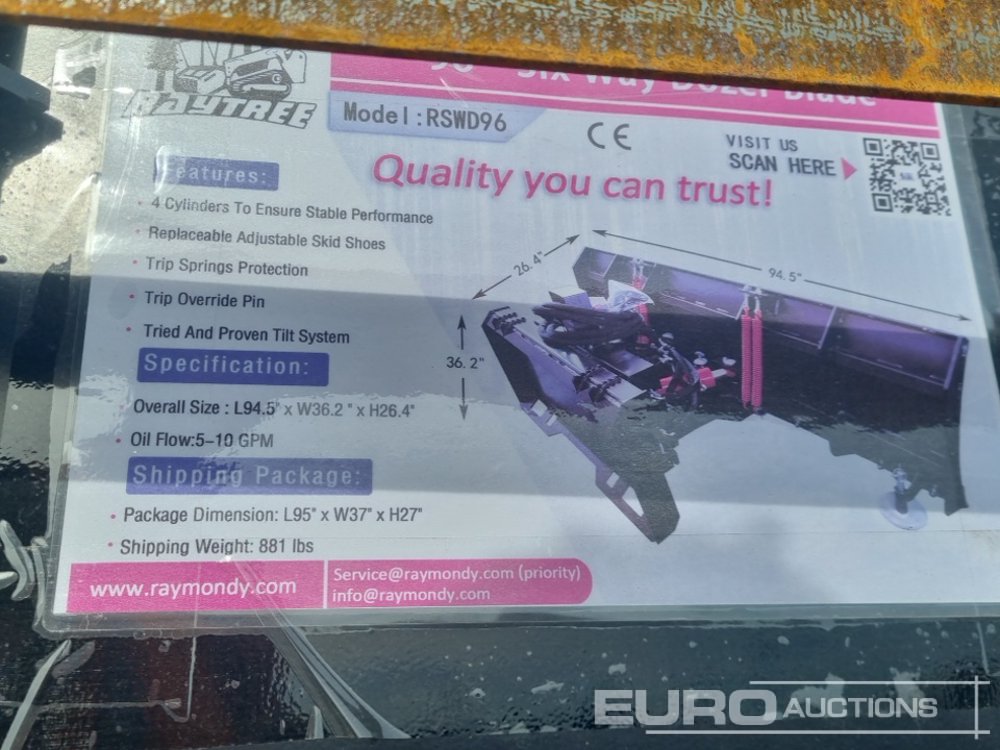 RAYTREE
96" Six Way Dozer Blade
Model:RSWD96
CE
VISIT US
SCAN HERE
Quality you can trust!
Features:
• 4 Cylinders To Ensure Stable Performance
• Replaceable Adjustable Skid Shoes
• Trip Springs Protection
• Trip Override Pin
• Tried And Proven Tilt System
26.4"
94.5"
36.2"
Specification:
• Overall Size : L94.5" x W36.2 " x H26.4"
• Oil Flow:5-10 GPM
Shipping Package:
• Package Dimension: L95" x W37" x H27"
• Shipping Weight: 881 lbs
www.raymondy.com
Service@raymondy.com (priority)
info@raymondy.com
EURO AUCTIONS